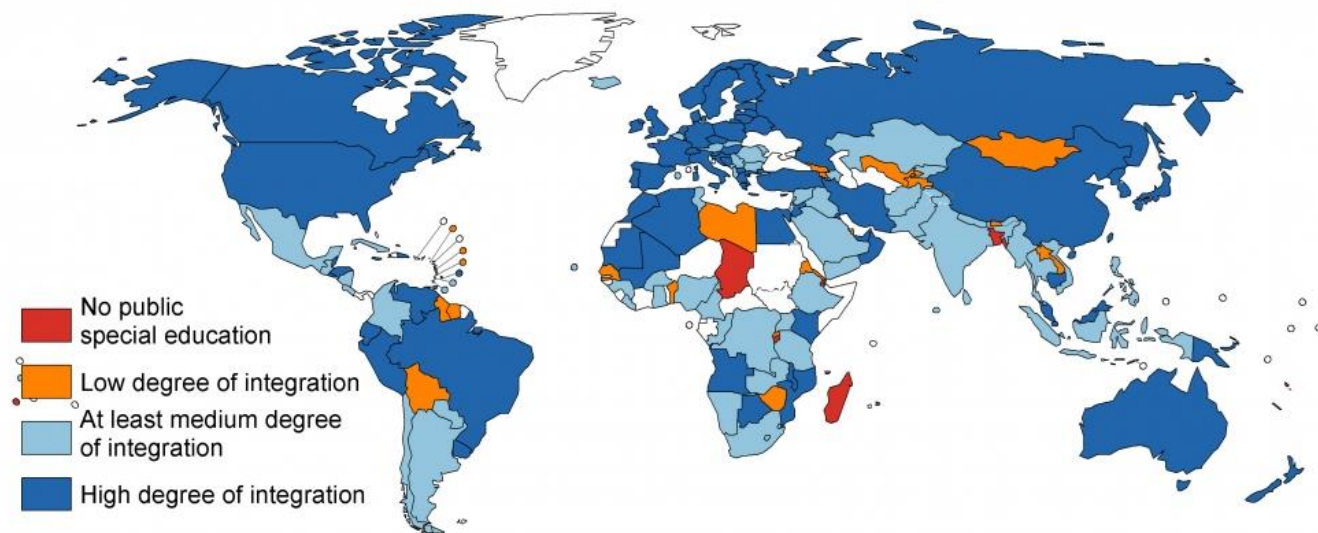 No public
special education
Low degree of integration
At least medium degree
of integration
High degree of integration